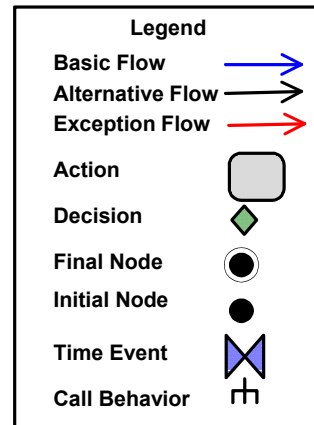 Legend
Basic Flow
Alternative Flow
Exception Flow
Action
Decision
Final Node
Initial Node
Time Event
Call Behavior